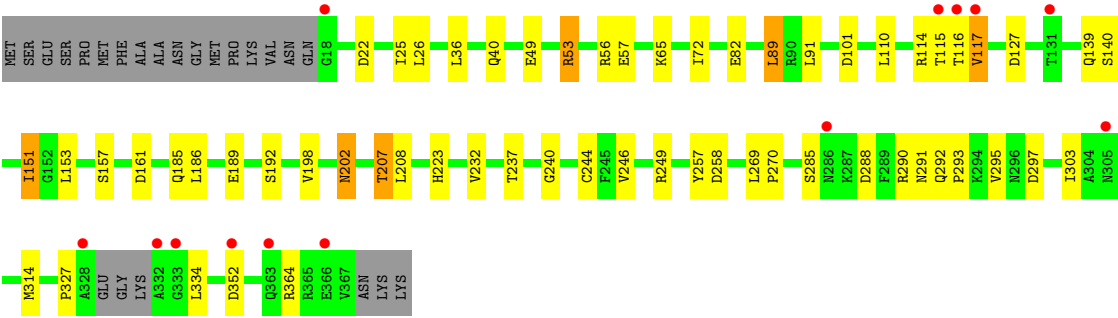 MET SER GLU SER PRO MET PHE ALA ALA ASN GLY MET PRO LYS VAL ASN GLN G18 D22 I25 L26 L36 Q40 E49 R53 R56 E57 K65 I72 E82 L89 R90 L91 D101 L110 R114 T115 T116 V117 D127 T131 Q139 S140
I151 G152 L153 S157 D161 Q185 L186 E189 S192 V198 N202 T207 L208 H223 V232 T237 G240 C244 F245 V246 R249 Y257 D258 L269 P270 S285 N286 K287 D288 F289 R290 N291 Q292 P293 K294 V295 N296 D297 I303 A304 N305
M314 P327 A328 GLU GLY LYS A332 G333 L334 D352 Q363 R364 R365 E366 V367 ASN LYS LYS